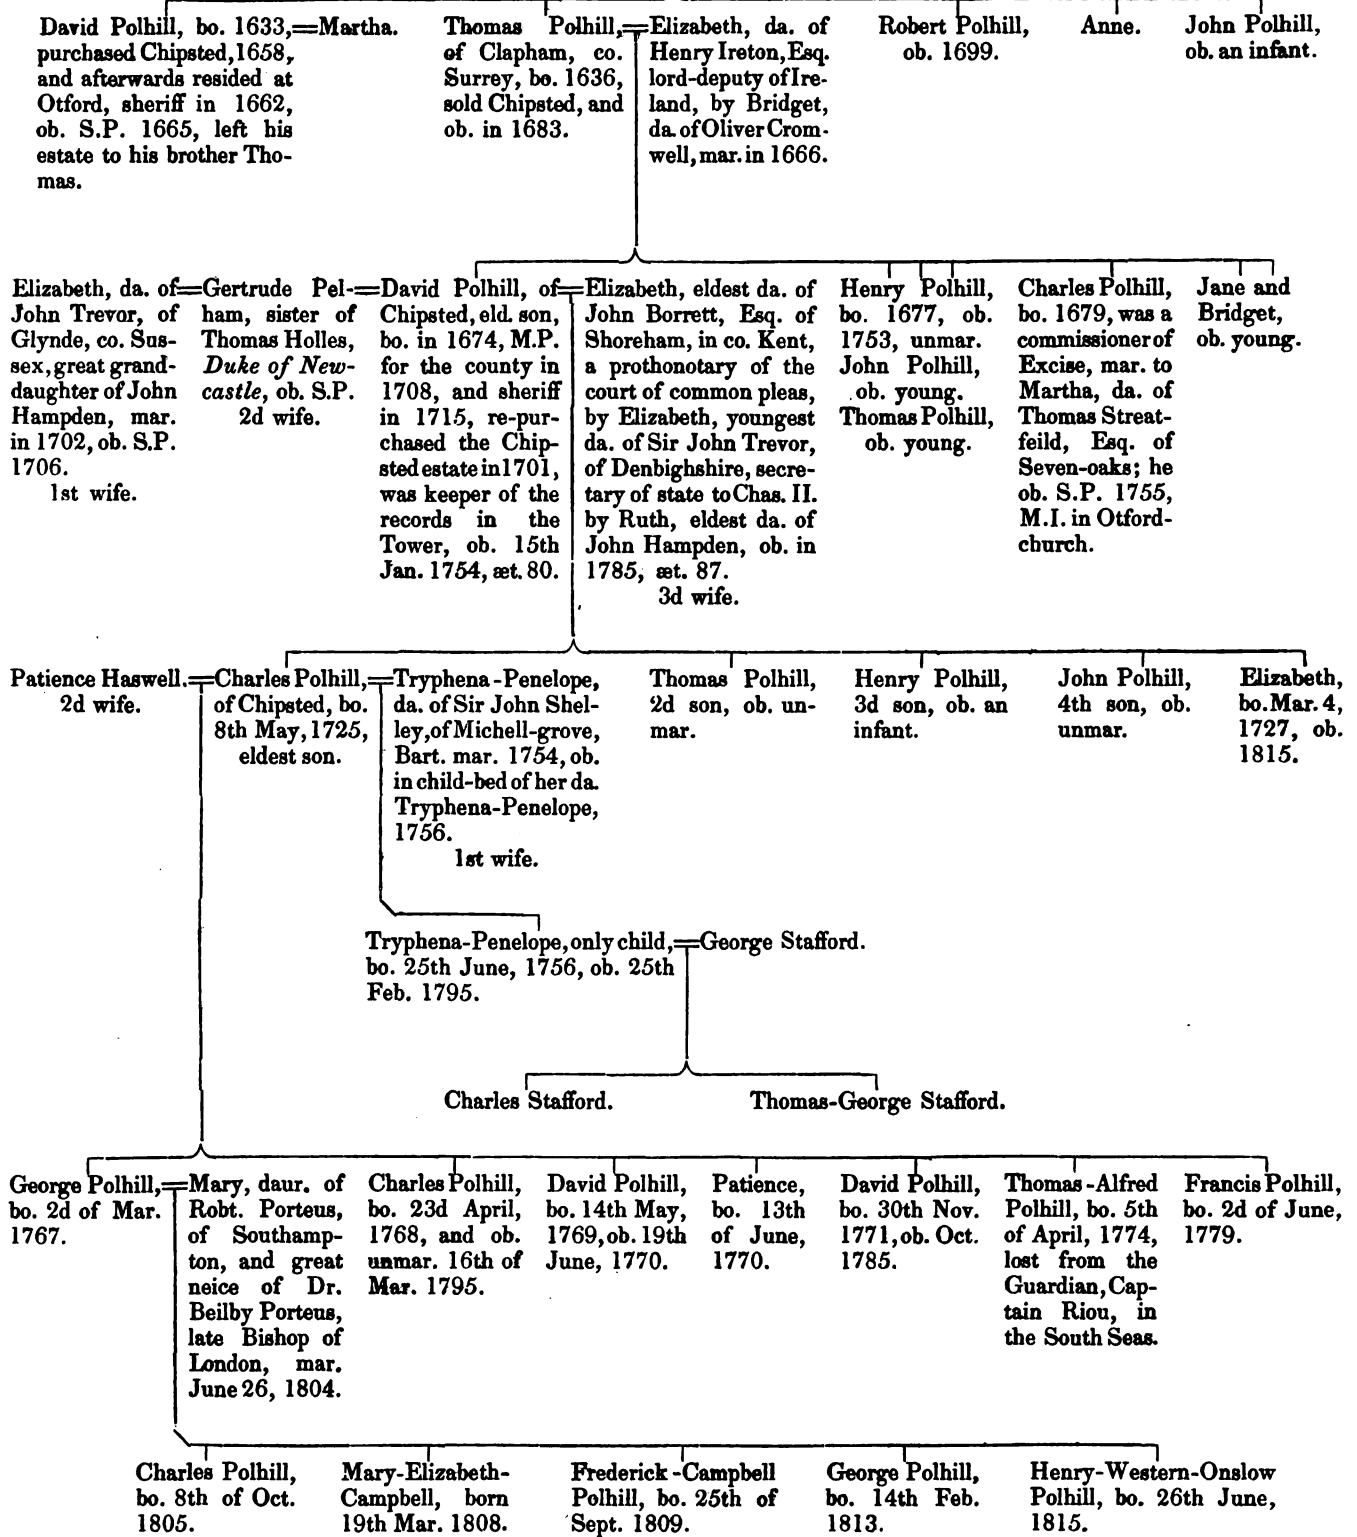 David Polhill, bo. 1633,=Martha.
purchased Chipsted, 1658,
and afterwards resided at
Otford, sheriff in 1662,
ob. S.P. 1665, left his
estate to his brother Tho-
mas.
Thomas Polhill,=
of Clapham, co.
Surrey, bo. 1636,
sold Chipsted, and
ob. in 1683.
Elizabeth, da. of
Henry Ireton, Esq.
lord-deputy of Ire-
land, by Bridget,
da. of Oliver Crom-
well, mar. in 1666.
Robert Polhill,
ob. 1699.
Anne.
John Polhill,
ob. an infant.
Elizabeth, da. of=
John Trevor, of
Glynde, co. Sus-
sex, great grand-
daughter of John
Hampden, mar.
in 1702, ob. S.P.
1706.
1st wife.
Gertrude Pel-=
ham, sister of
Thomas Holles,
Duke of New-
castle, ob. S.P.
2d wife.
David Polhill, of=
Chipsted, eld. son,
bo. in 1674, M.P.
for the county in
1708, and sheriff
in 1715, re-pur-
chased the Chip-
sted estate in 1701,
was keeper of the
records in the
Tower, ob. 15th
Jan. 1754, æt. 80.
Elizabeth, eldest da. of
John Borrett, Esq. of
Shoreham, in co. Kent,
a prothonotary of the
court of common pleas,
by Elizabeth, youngest
da. of Sir John Trevor,
of Denbighshire, secre-
tary of state to Chas. II.
by Ruth, eldest da. of
John Hampden, ob. in
1785, æt. 87.
3d wife.
Henry Polhill,
bo. 1677, ob.
1753, unmar.
John Polhill,
ob. young.
Thomas Polhill,
ob. young.
Charles Polhill,
bo. 1679, was a
commissioner of
Excise, mar. to
Martha, da. of
Thomas Streat-
feild, Esq. of
Seven-oaks; he
ob. S.P. 1755,
M.I. in Otford-
church.
Jane and
Bridget,
ob. young.
Patience Haswell.=
2d wife.
Charles Polhill,=
of Chipsted, bo.
8th May, 1725,
eldest son.
Tryphena-Penelope,
da. of Sir John Shel-
ley, of Michell-grove,
Bart. mar. 1754, ob.
in child-bed of her da.
Tryphena-Penelope,
1756.
1st wife.
Thomas Polhill,
2d son, ob. un-
mar.
Henry Polhill,
3d son, ob. an
infant.
John Polhill,
4th son, ob.
unmar.
Elizabeth,
bo. Mar. 4,
1727, ob.
1815.
Tryphena-Penelope, only child,=George Stafford.
bo. 25th June, 1756, ob. 25th
Feb. 1795.
Charles Stafford.
Thomas-George Stafford.
George Polhill,=
bo. 2d of Mar.
1767.
Mary, daur. of
Robt. Porteus,
of Southamp-
ton, and great
neice of Dr.
Beilby Porteus,
late Bishop of
London, mar.
June 26, 1804.
Charles Polhill,
bo. 23d April,
1768, and ob.
unmar. 16th of
Mar. 1795.
David Polhill,
bo. 14th May,
1769, ob. 19th
June, 1770.
Patience,
bo. 13th
of June,
1770.
David Polhill,
bo. 30th Nov.
1771, ob. Oct.
1785.
Thomas-Alfred
Polhill, bo. 5th
of April, 1774,
lost from the
Guardian, Cap-
tain Riou, in
the South Seas.
Francis Polhill,
bo. 2d of June,
1779.
Charles Polhill,
bo. 8th of Oct.
1805.
Mary-Elizabeth-
Campbell, born
19th Mar. 1808.
Frederick-Campbell
Polhill, bo. 25th of
Sept. 1809.
George Polhill,
bo. 14th Feb.
1813.
Henry-Western-Onslow
Polhill, bo. 26th June,
1815.